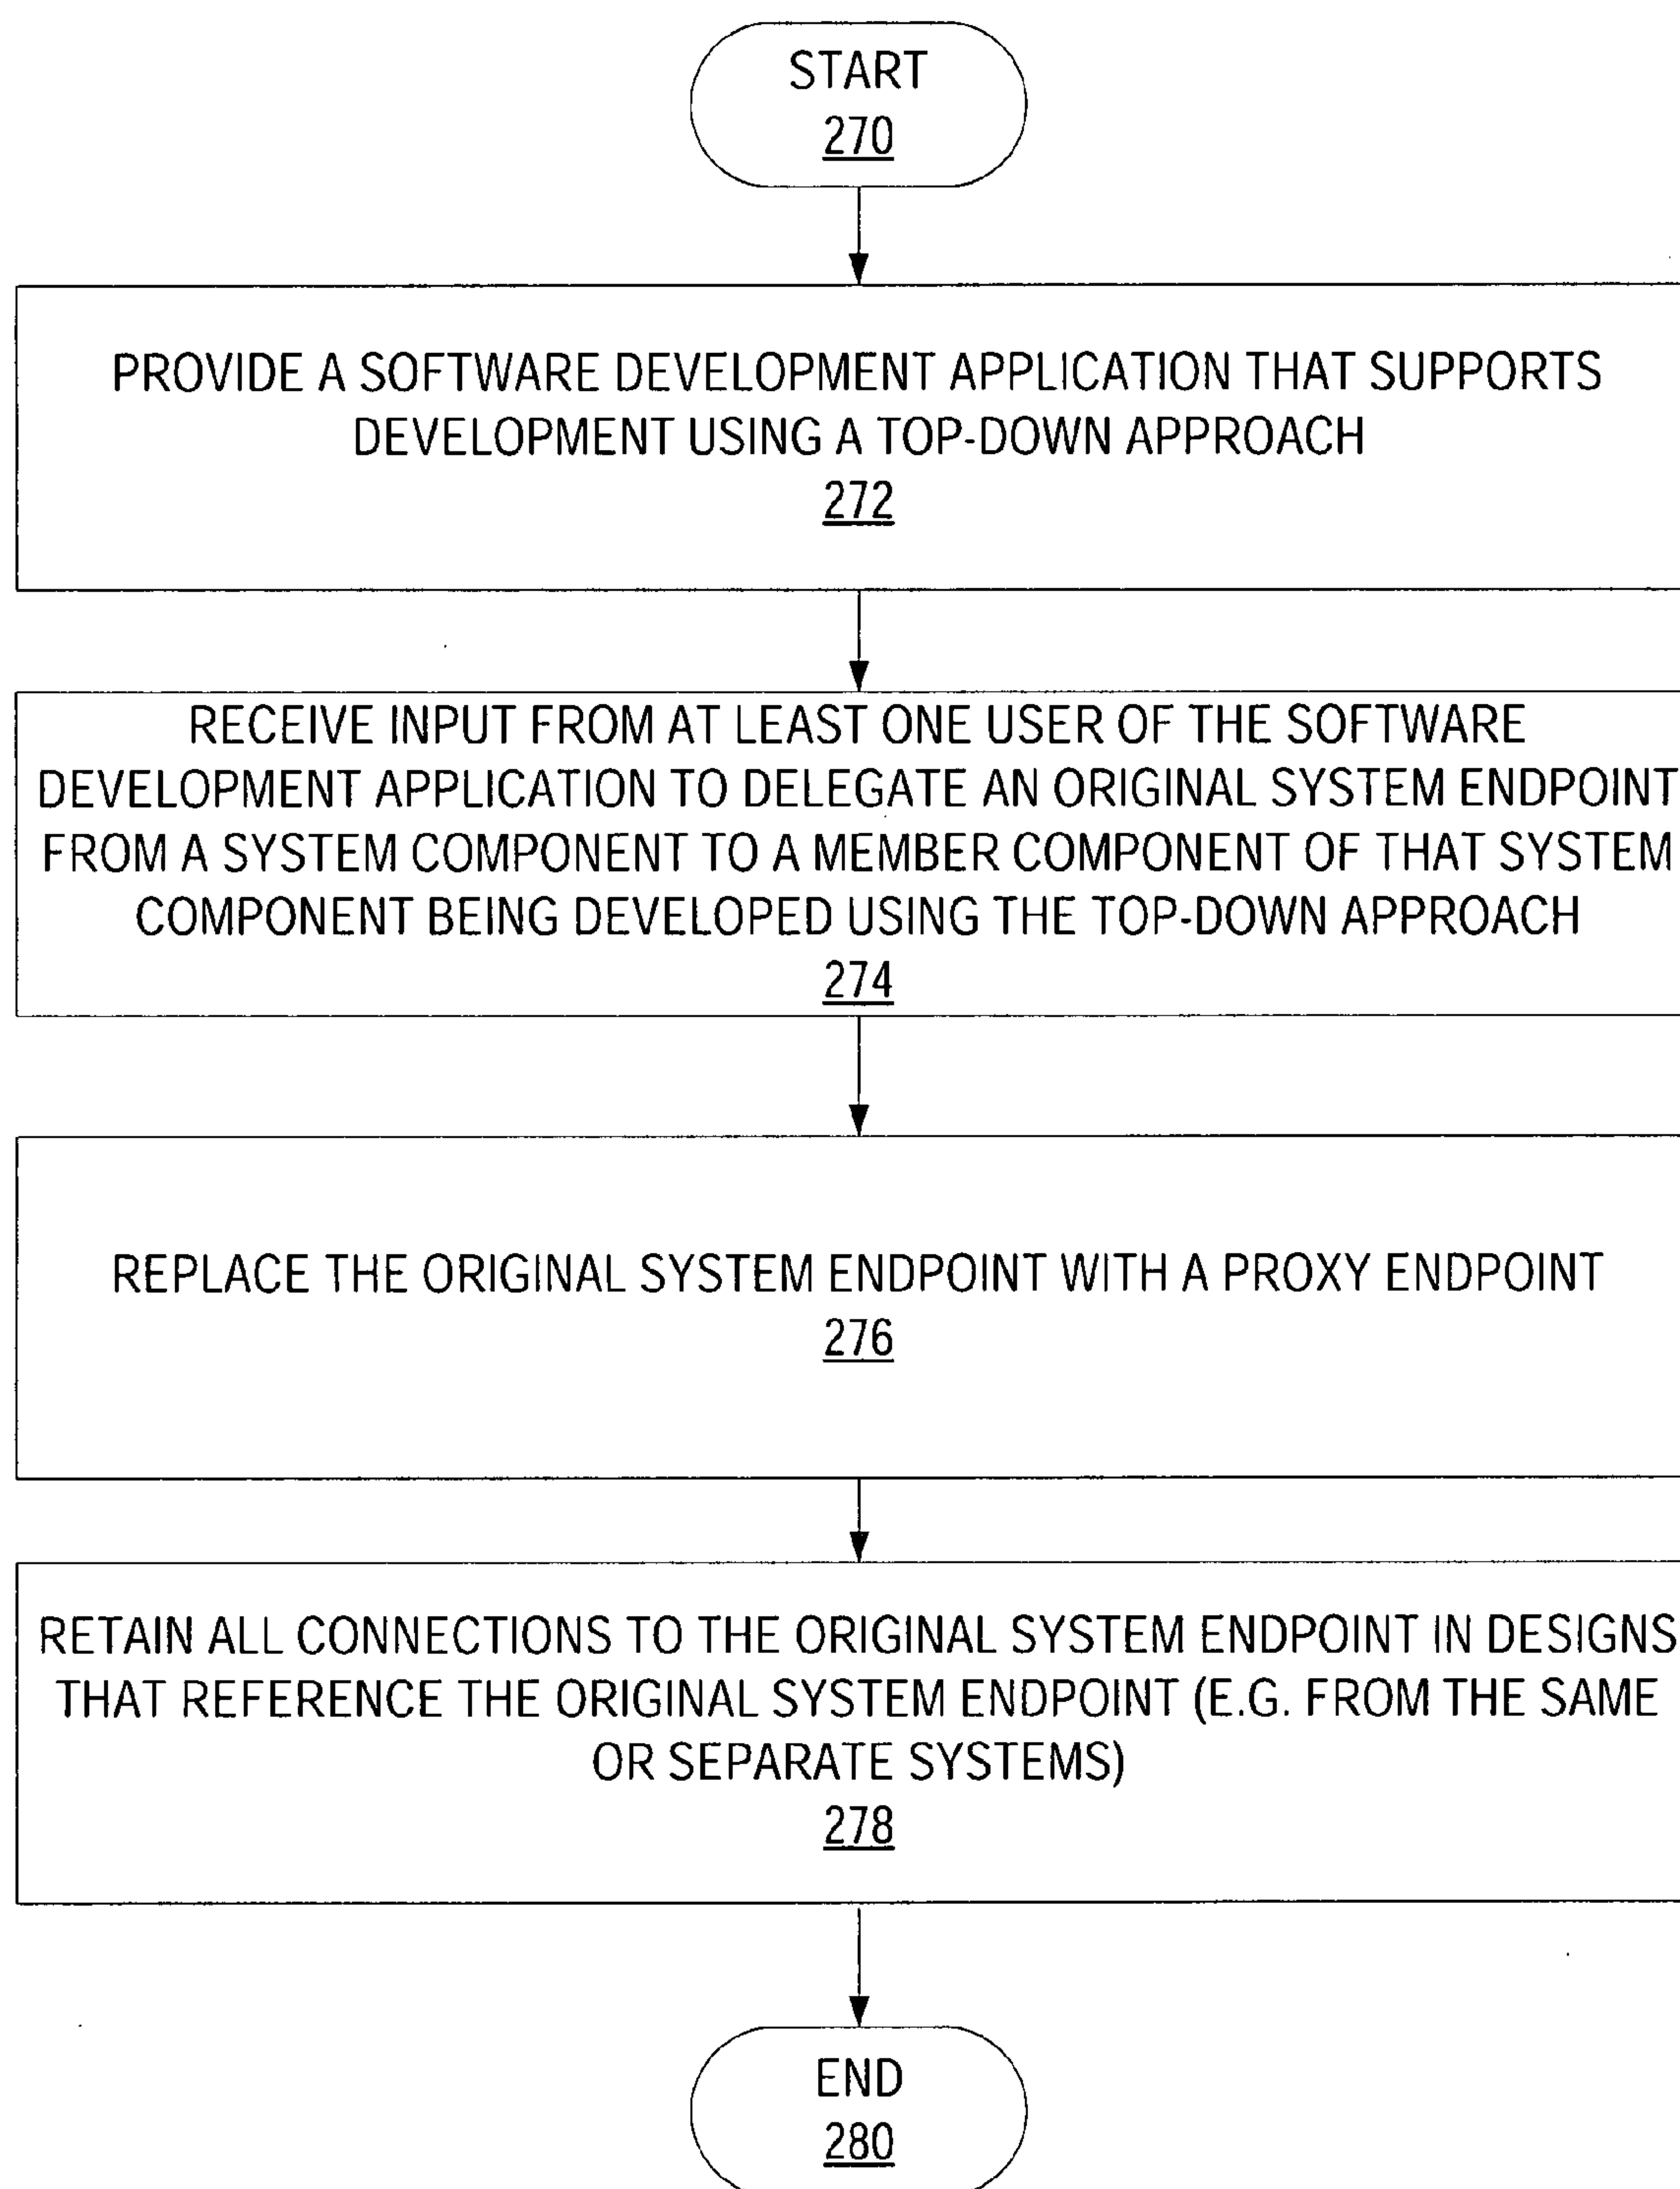 START
270
PROVIDE A SOFTWARE DEVELOPMENT APPLICATION THAT SUPPORTS
DEVELOPMENT USING A TOP-DOWN APPROACH
272
RECEIVE INPUT FROM AT LEAST ONE USER OF THE SOFTWARE
DEVELOPMENT APPLICATION TO DELEGATE AN ORIGINAL SYSTEM ENDPOINT
FROM A SYSTEM COMPONENT TO A MEMBER COMPONENT OF THAT SYSTEM
COMPONENT BEING DEVELOPED USING THE TOP-DOWN APPROACH
274
REPLACE THE ORIGINAL SYSTEM ENDPOINT WITH A PROXY ENDPOINT
276
RETAIN ALL CONNECTIONS TO THE ORIGINAL SYSTEM ENDPOINT IN DESIGNS
THAT REFERENCE THE ORIGINAL SYSTEM ENDPOINT (E.G. FROM THE SAME
OR SEPARATE SYSTEMS)
278
END
280